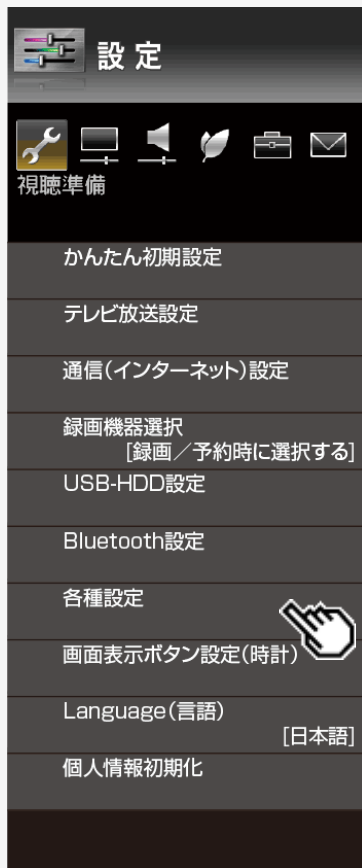 設定
視聴準備
かんたん初期設定
テレビ放送設定
通信(インターネット)設定
録画機器選択
[録画／予約時に選択する]
USB-HDD設定
Bluetooth設定
各種設定
画面表示ボタン設定(時計)
Language(言語)
[日本語]
個人情報初期化